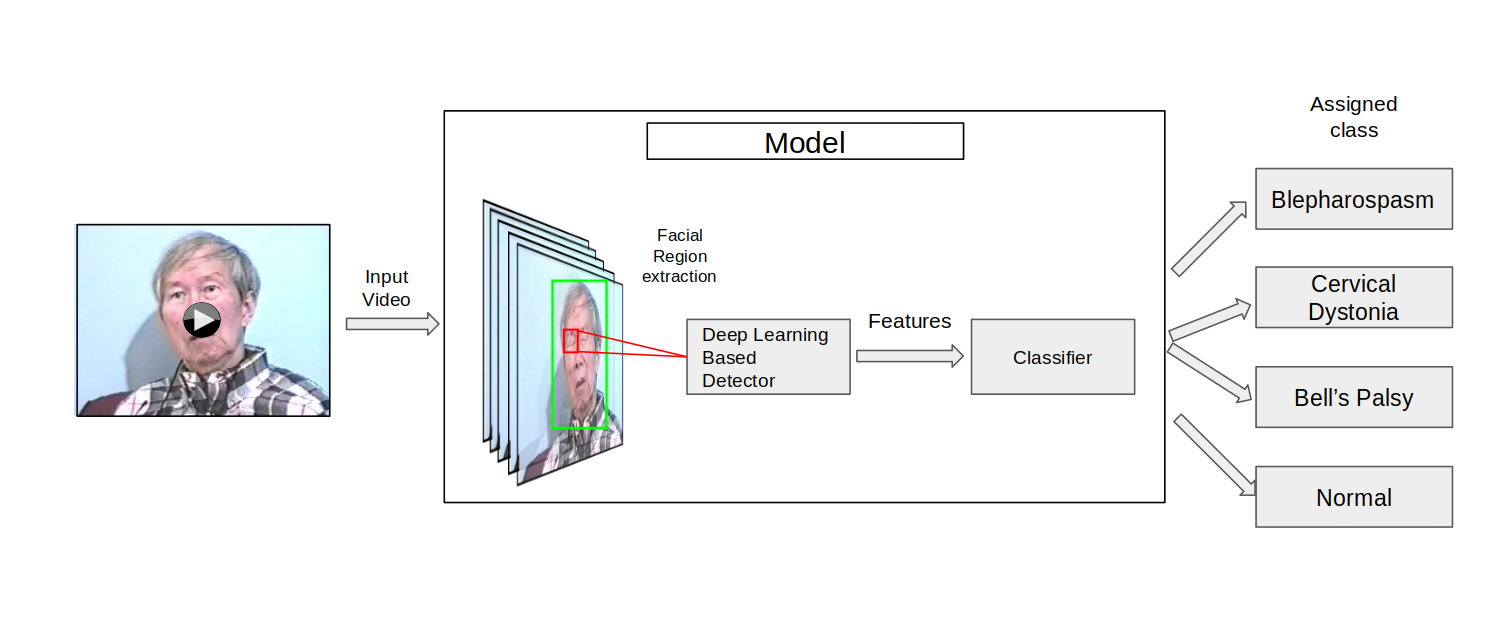 Assigned
class
Model
Blepharospasm
Facial
Region
extraction
Input
Video
Cervical
Dystonia
Features
Deep Learning
Based
Detector
Classifier
Bell’s Palsy
Normal